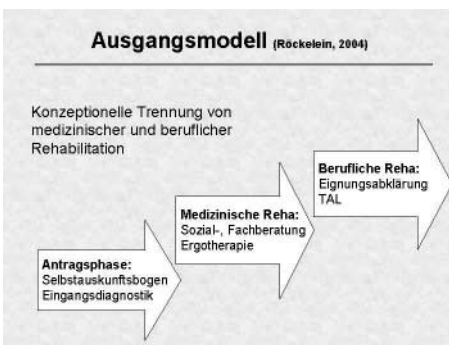 Ausgangsmodell (Röckelein, 2004)
Konzeptionelle Trennung von
medizinischer und beruflicher
Rehabilitation
Antragsphase:
Selbstauskunftsbogen
Eingangsdiagnostik
Medizinische Reha:
Sozial-, Fachberatung
Ergotherapie
Berufliche Reha:
Eignungsabklärung
TAL